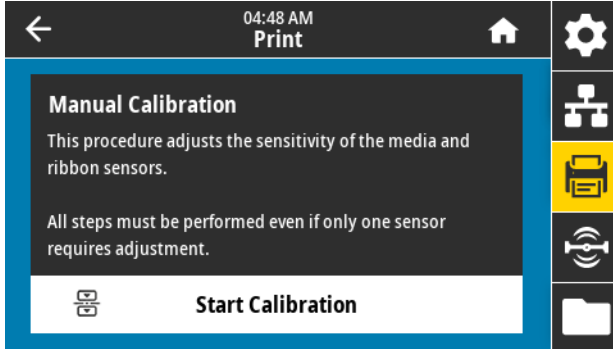 04:48 AM
Print
Manual Calibration
This procedure adjusts the sensitivity of the media and
ribbon sensors.
All steps must be performed even if only one sensor
requires adjustment.
Start Calibration